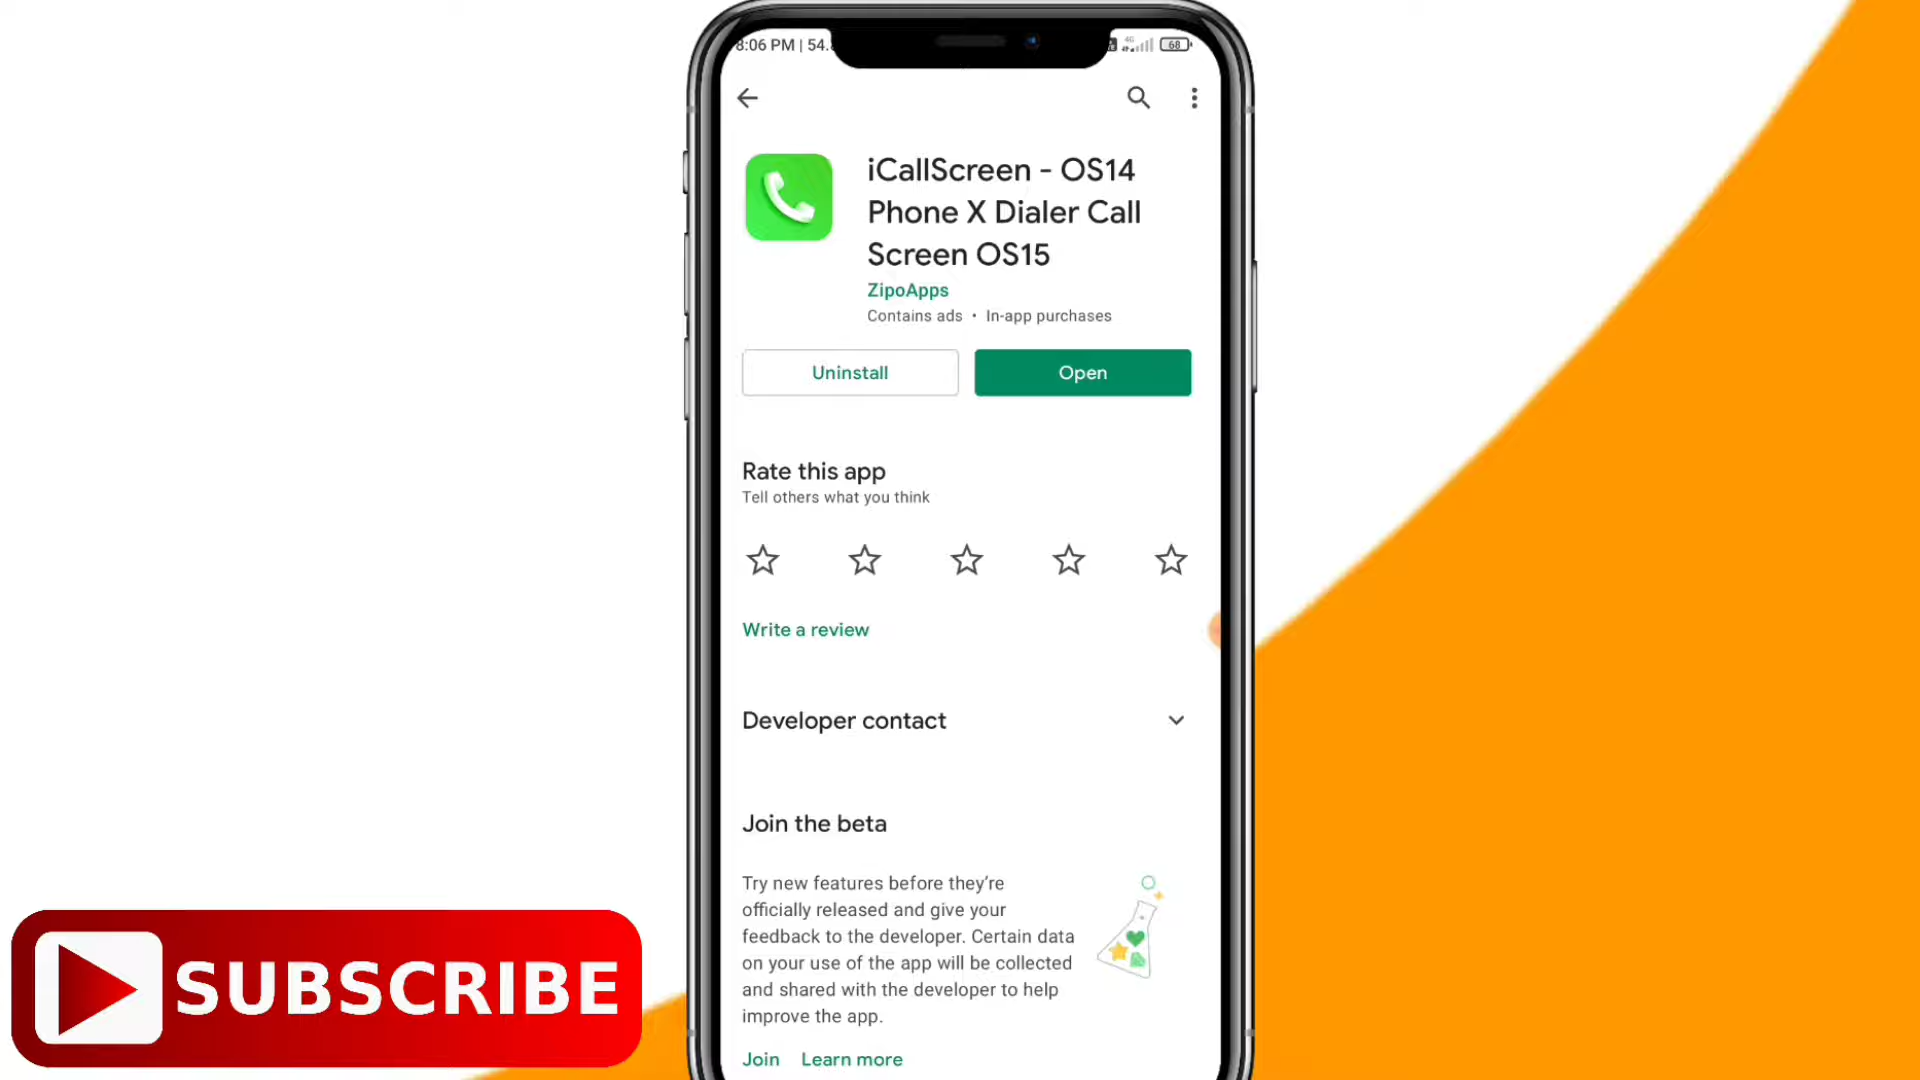 8:06 PM | 54.
4G
68
iCallScreen - OS14
Phone X Dialer Call
Screen OS15
ZipoApps
Contains ads • In-app purchases
Uninstall
Open
Rate this app
Tell others what you think
Write a review
Developer contact
Join the beta
Try new features before they're
officially released and give your
feedback to the developer. Certain data
on your use of the app will be collected
and shared with the developer to help
improve the app.
Join Learn more
SUBSCRIBE